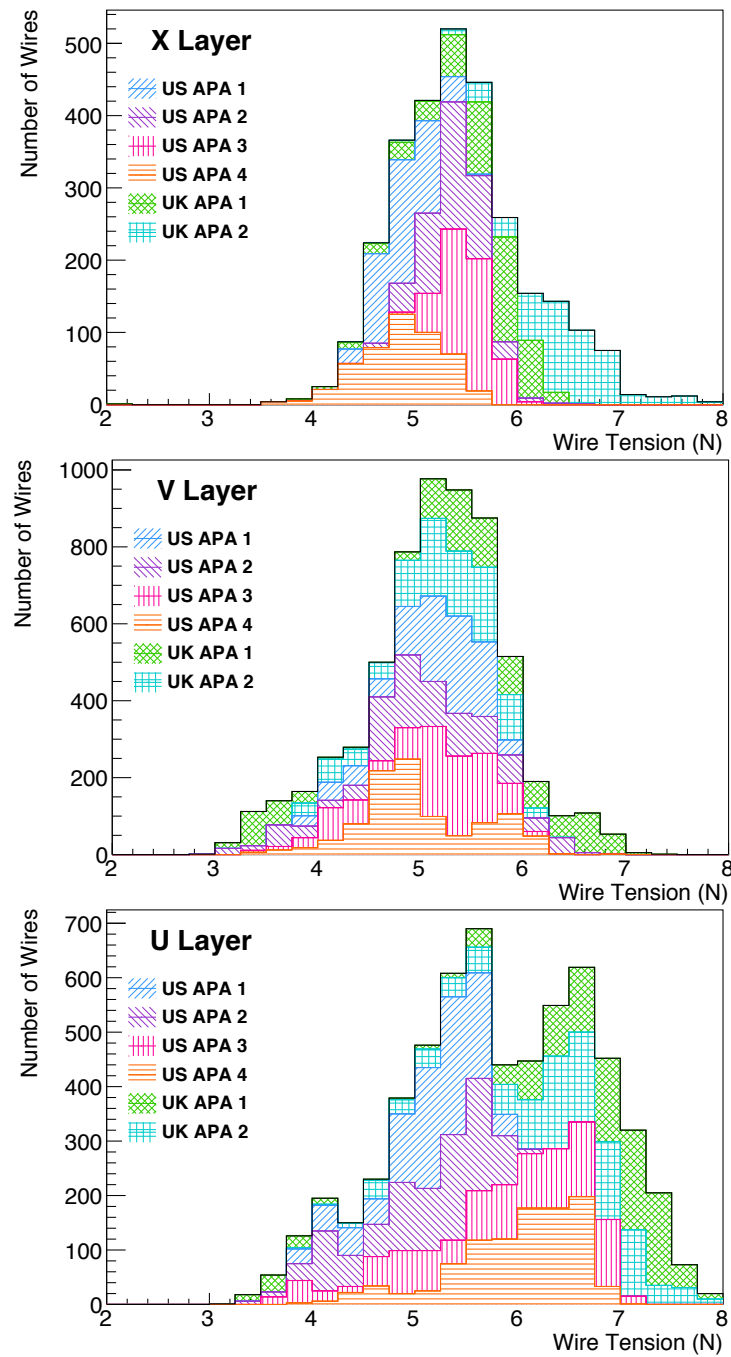 X Layer
Number of Wires
500
400
300
200
100
0
US APA 1
US APA 2
US APA 3
US APA 4
UK APA 1
UK APA 2
2 3 4 5 6 7 8
Wire Tension (N)
V Layer
Number of Wires
1000
800
600
400
200
0
US APA 1
US APA 2
US APA 3
US APA 4
UK APA 1
UK APA 2
2 3 4 5 6 7 8
Wire Tension (N)
U Layer
Number of Wires
700
600
500
400
300
200
100
0
US APA 1
US APA 2
US APA 3
US APA 4
UK APA 1
UK APA 2
2 3 4 5 6 7 8
Wire Tension (N)